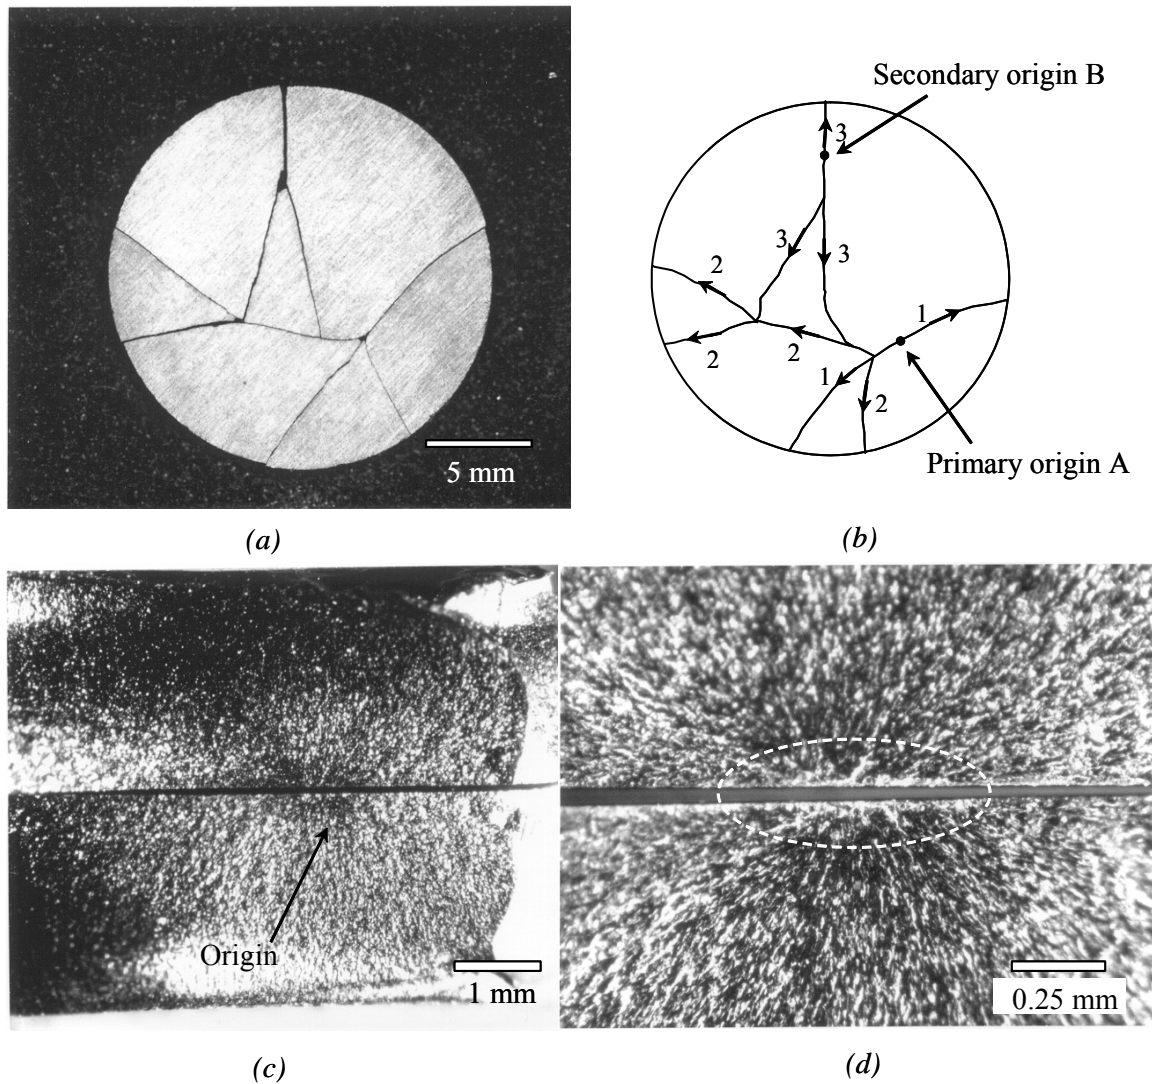 5 mm
(a)
Secondary origin B
3
3
3
2
1
2
2
1
2
Primary origin A
(b)
Origin
1 mm
(c)
0.25 mm
(d)